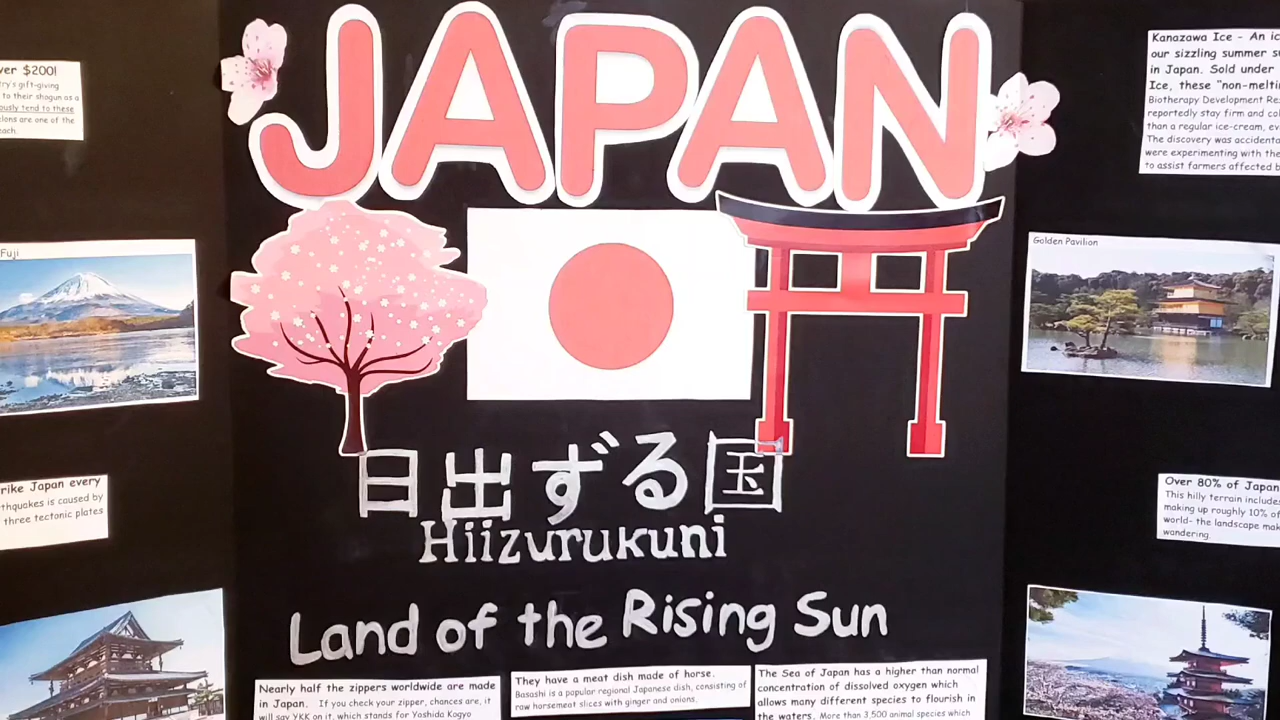 JAPAN
ver $200!
try's gift-giving
to their shogun as a
ously tend to these
elons are one of the
each.
Fuji
rike Japan every
thquakes is caused by
three tectonic plates
日出ずる国
Hiizurukuni
Land of the Rising Sun
Nearly half the zippers worldwide are made
in Japan. If you check your zipper, chances are, it
will say YKK on it, which stands for Yoshida Kogyo
They have a meat dish made of horse.
Basashi is a popular regional Japanese dish, consisting of
raw horsemeat slices with ginger and onions.
The Sea of Japan has a higher than normal
concentration of dissolved oxygen which
allows many different species to flourish in
the waters. More than 3,500 animal species which
Kanazawa Ice - An ic
our sizzling summer su
in Japan. Sold under
Ice, these "non-meltin
Biotherapy Development Re
reportedly stay firm and co
than a regular ice-cream, ev
The discovery was accidenta
were experimenting with the
to assist farmers affected b
Golden Pavilion
Over 80% of Japan
This hilly terrain includes
making up roughly 10% of
world- the landscape mak
wandering.